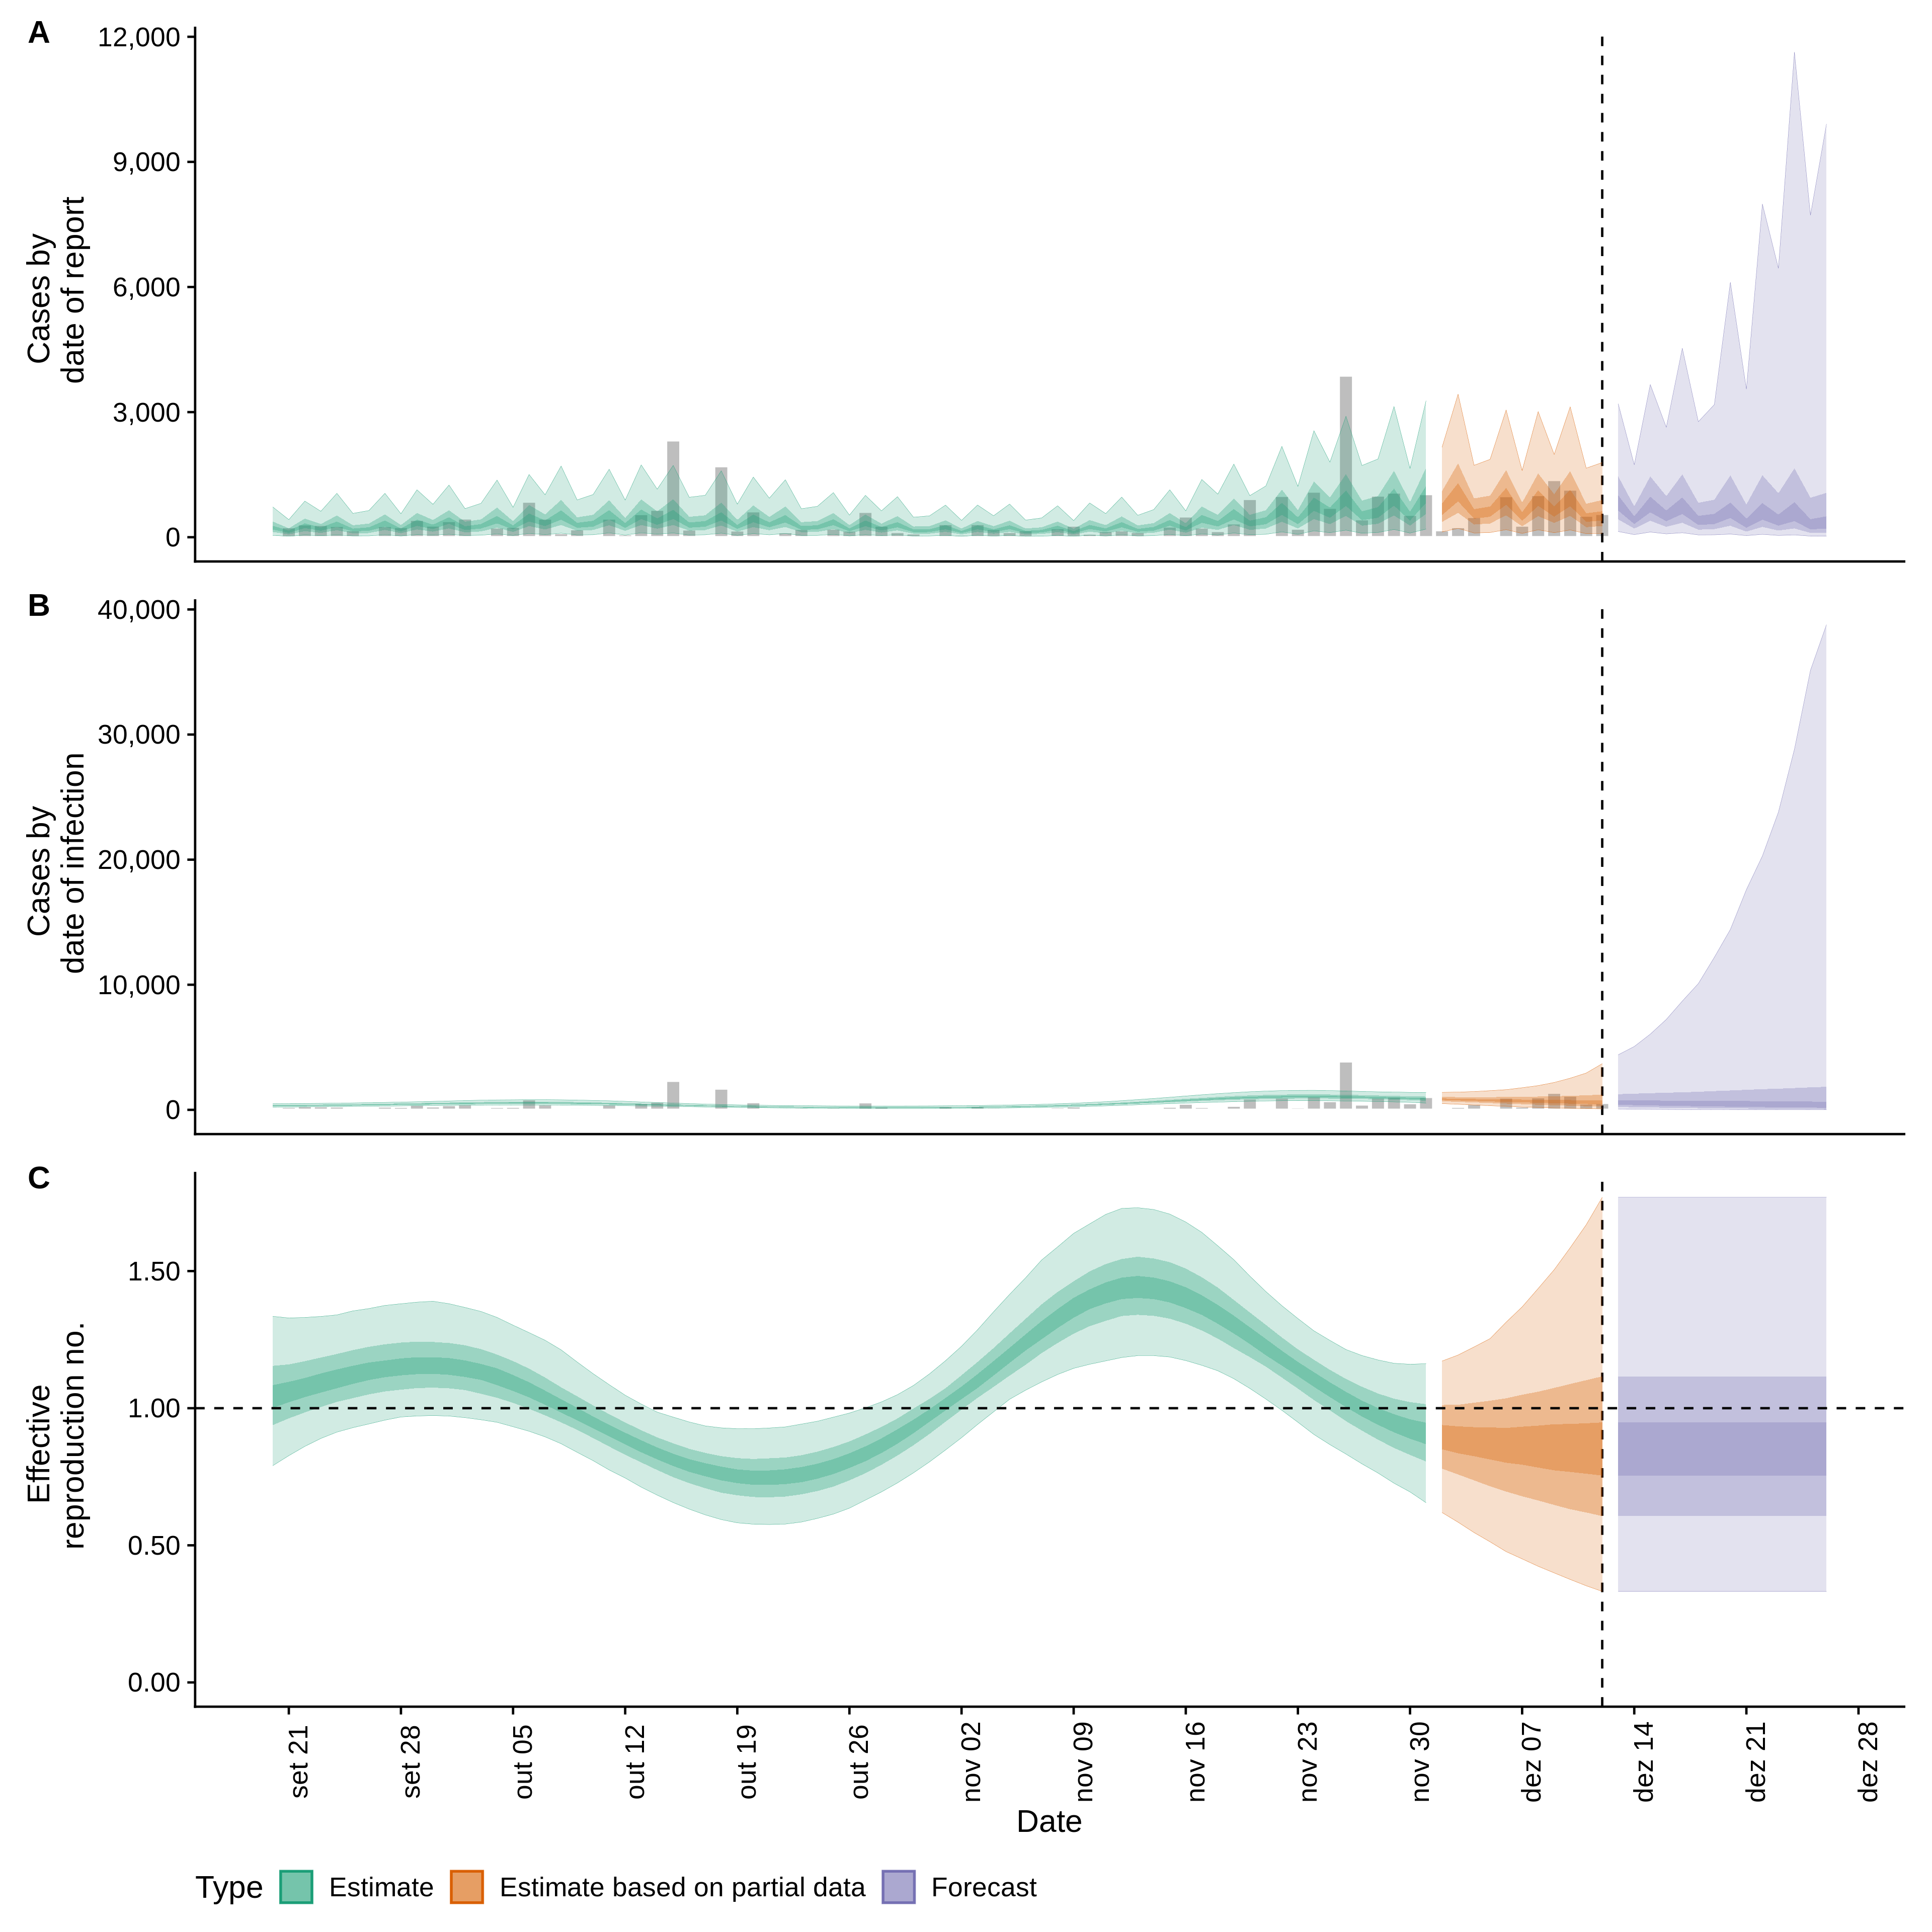 A
12,000
9,000
6,000
3,000
0
Cases by
date of report
B
40,000
30,000
20,000
10,000
0
Cases by
date of infection
C
1.50
1.00
0.50
0.00
Effective
reproduction no.
set 21
set 28
out 05
out 12
out 19
out 26
nov 02
nov 09
nov 16
nov 23
nov 30
dez 07
dez 14
dez 21
dez 28
Date
Type Estimate Estimate based on partial data Forecast